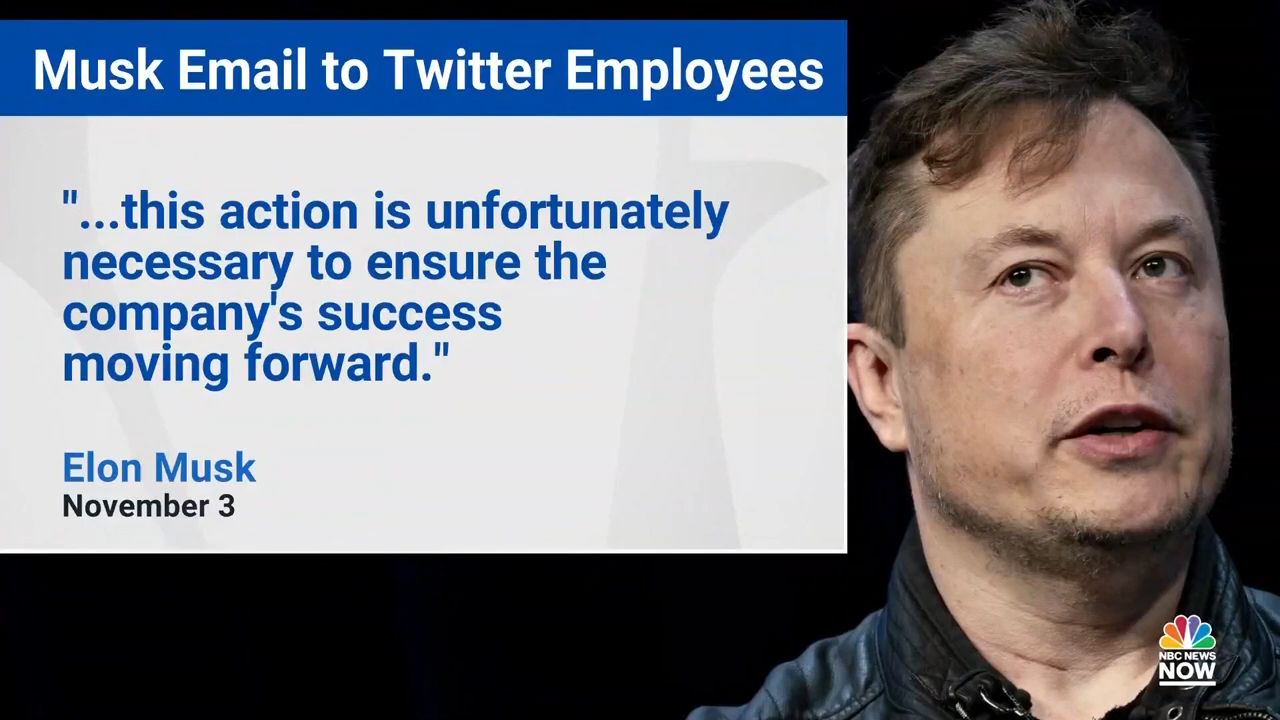 Musk Email to Twitter Employees
"...this action is unfortunately
necessary to ensure the
company's success
moving forward."
Elon Musk
November 3
NBC NEWS
NOW